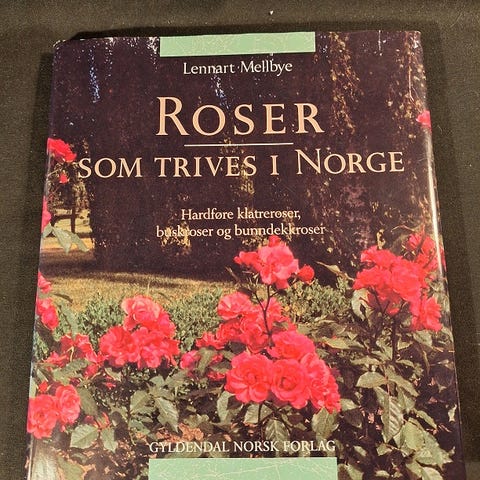 Lennart Mellbye
ROSER
SOM TRIVES I NORGE
Hardføre klatreroser,
buskroser og bunndekkroser
GYLDENDAL NORSK FORLAG